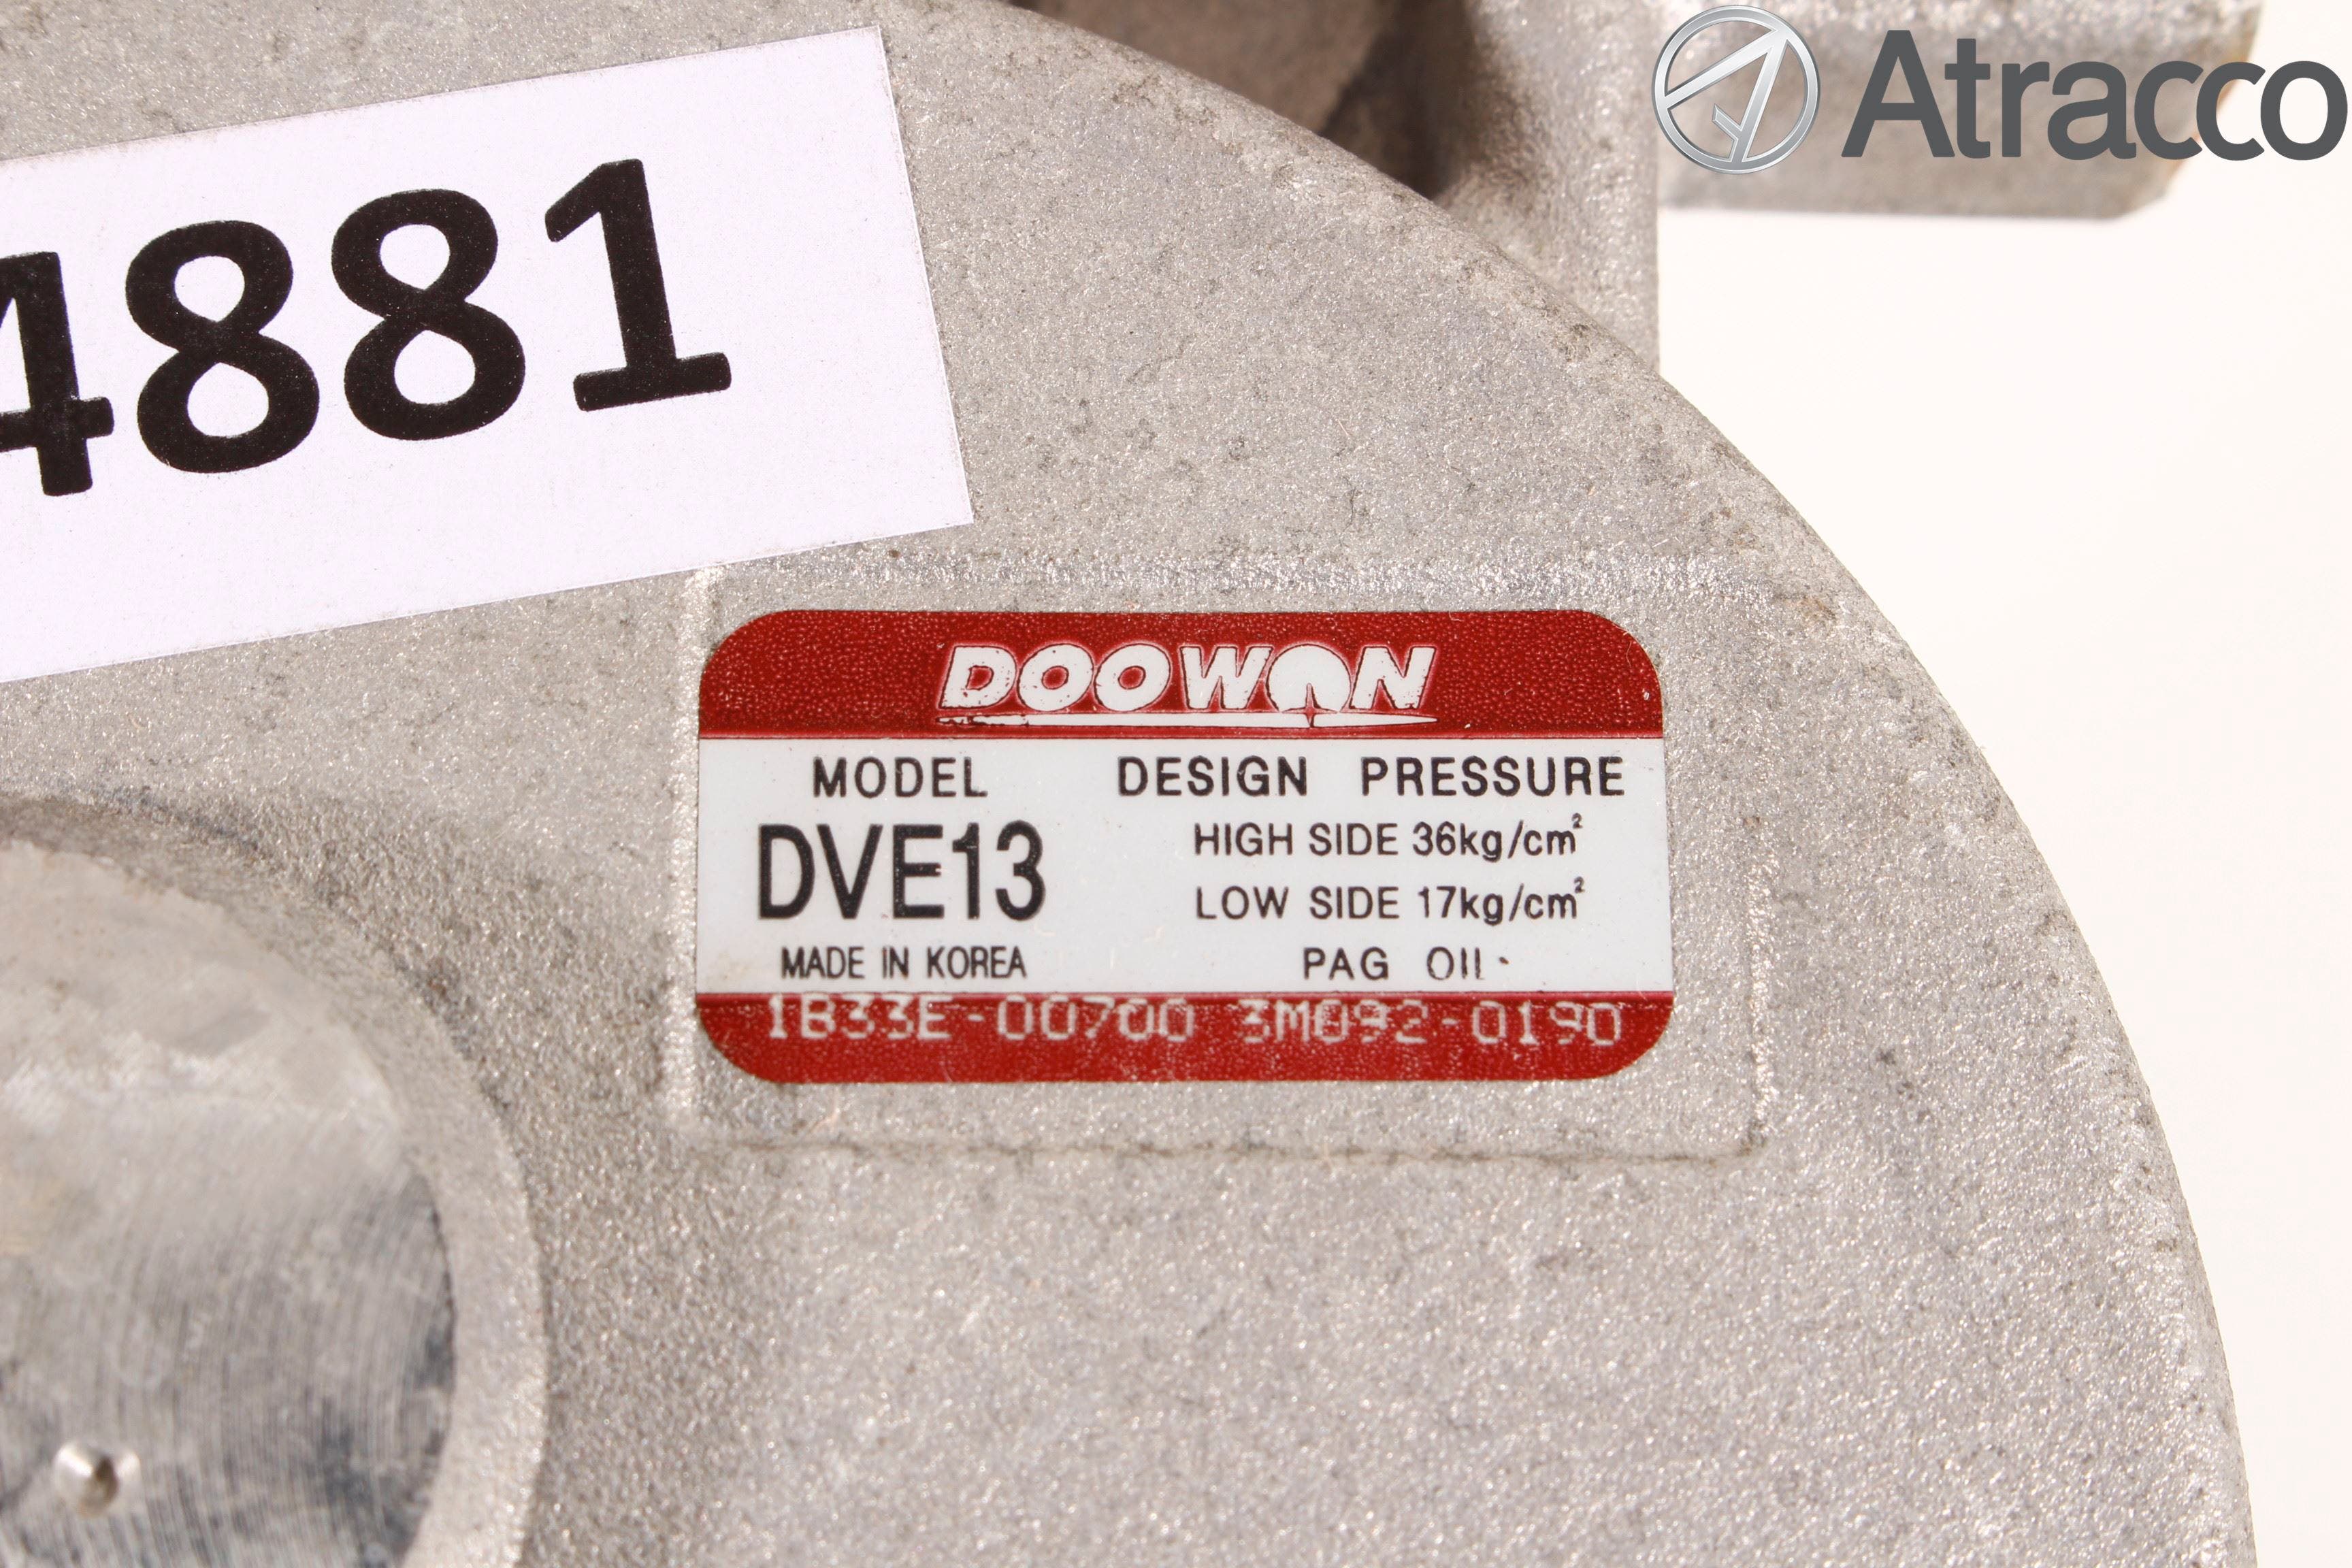 Atracco
4881
DOOWON
MODEL DESIGN PRESSURE
DVE13 HIGH SIDE 36kg/cm²
LOW SIDE 17kg/cm²
MADE IN KOREA PAG OIL
1B33E-00700 3M092-0190